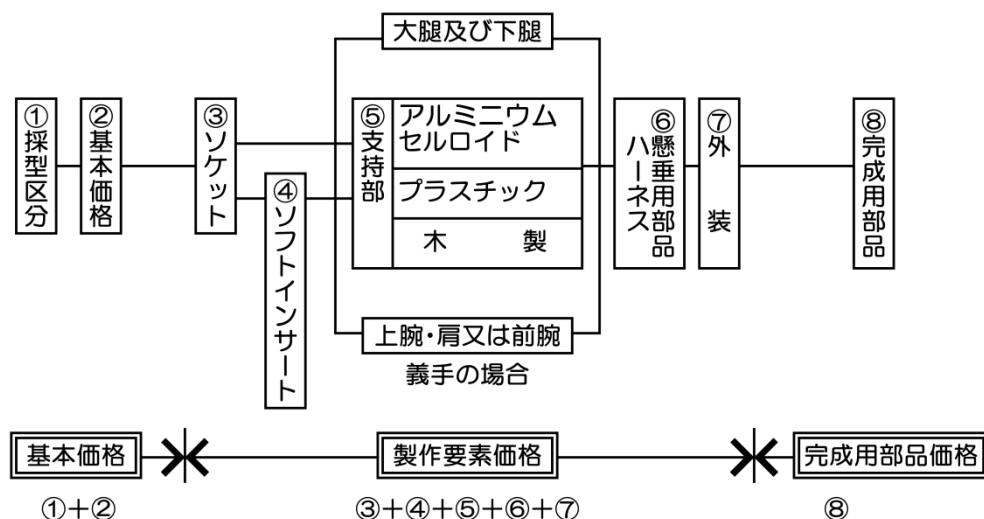 大腿及び下腿
①採型区分
②基本価格
③ソケット
④ソフトインサート
⑤支持部
アルミニウム
セルロイド
プラスチック
木 製
⑥懸垂用部品
ハーネス
⑦外 装
⑧完成用部品
上腕・肩又は前腕
義手の場合
基本価格
製作要素価格
完成用部品価格
①+②
③+④+⑤+⑥+⑦
⑧